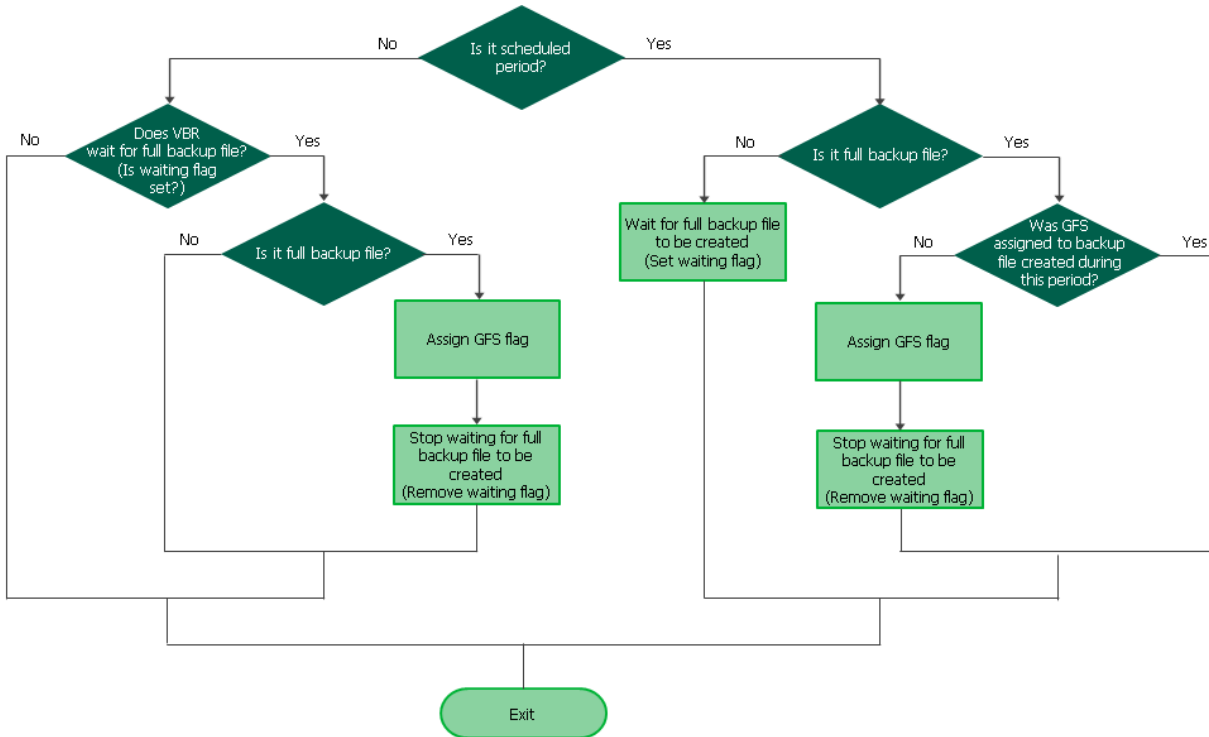 No
Is it scheduled
period?
Yes
No
Does VBR
wait for full backup file?
(Is waiting flag
set?)
Yes
No
Is it full backup file?
Yes
No
Is it full backup file?
Yes
Wait for full backup file
to be created
(Set waiting flag)
No
Was GFS
assigned to backup
file created during
this period?
Yes
Assign GFS flag
Assign GFS flag
Stop waiting for full
backup file to be
created
(Remove waiting flag)
Stop waiting for full
backup file to be
created
(Remove waiting flag)
Exit